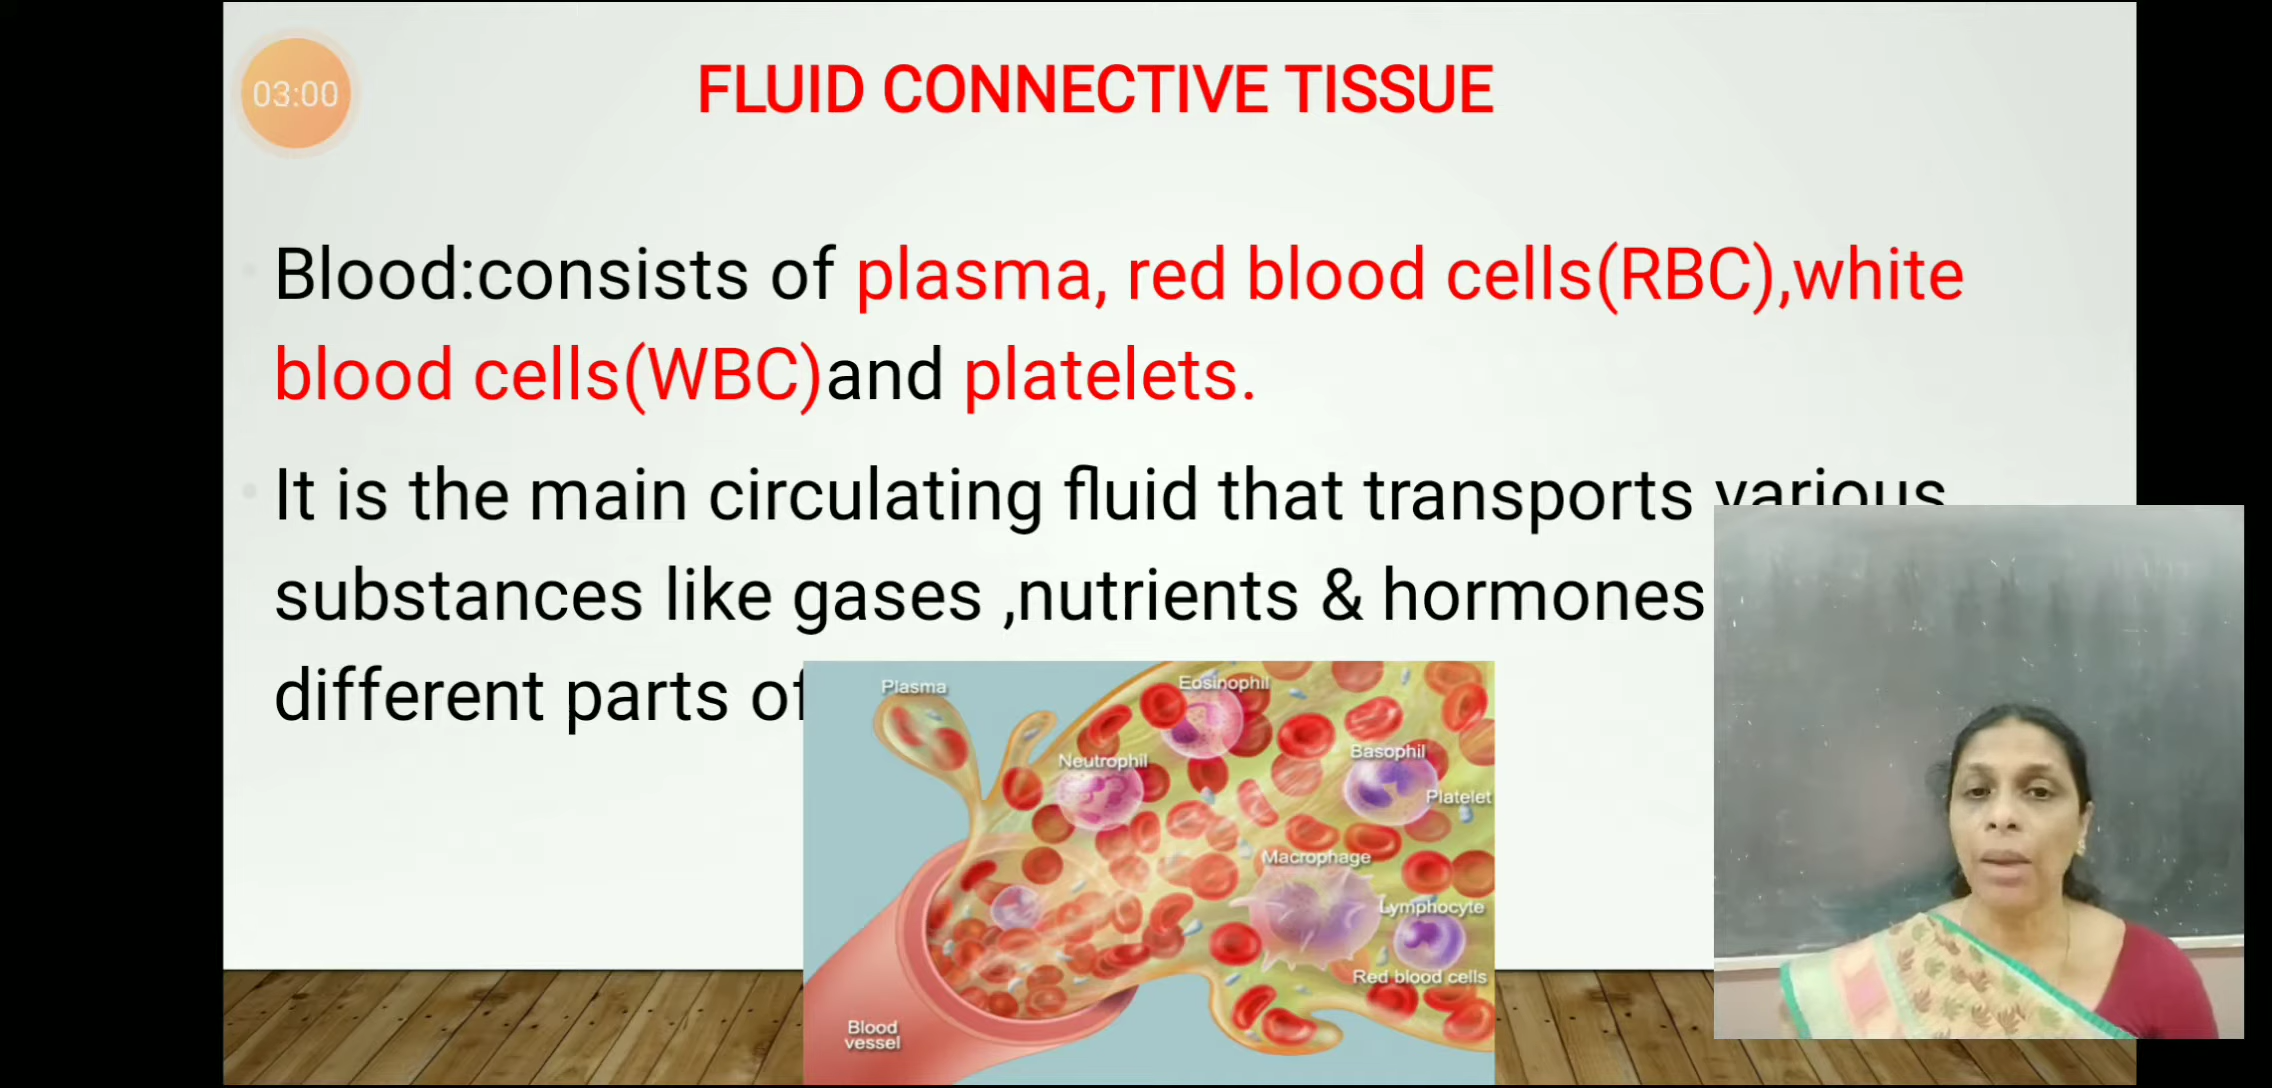 03:00
FLUID CONNECTIVE TISSUE
Blood:consists of plasma, red blood cells(RBC),white
blood cells(WBC)and platelets.
It is the main circulating fluid that transports various
substances like gases ,nutrients & hormones
different parts of
Plasma
Eosinophil
Neutrophil
Basophil
Platelet
Macrophage
Lymphocyte
Red blood cells
Blood
vessel